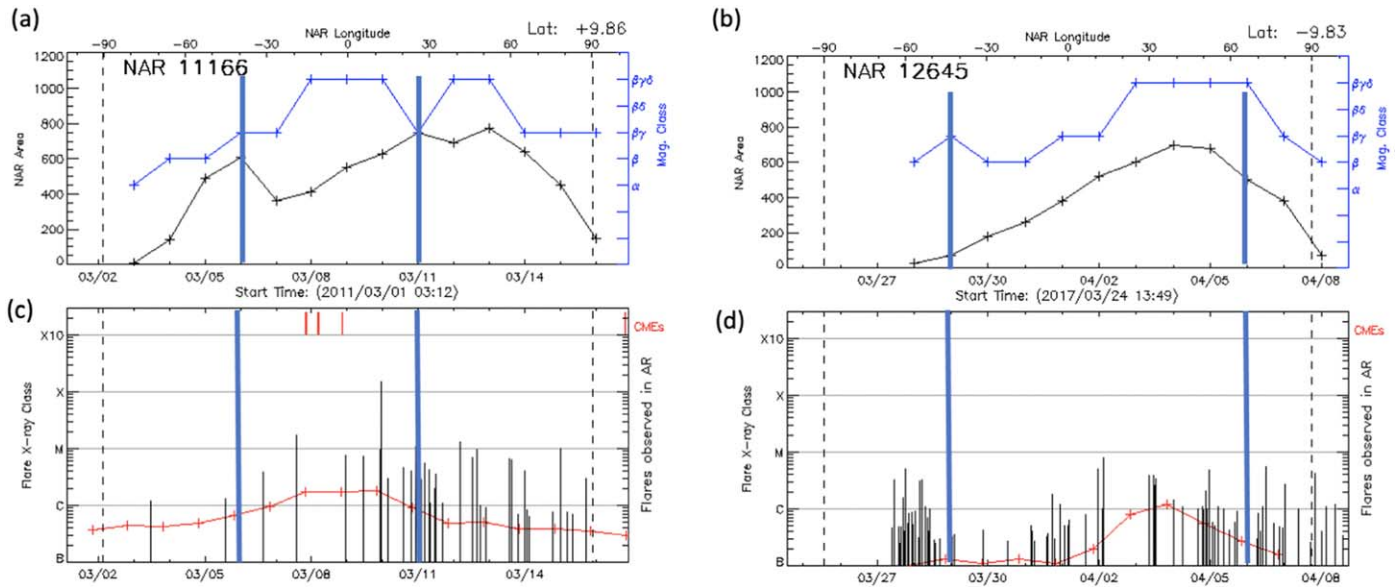 (a)
NAR Longitude
Lat: +9.86
-90 -60 -30 0 30 60 90
NAR 11166
1200
1000
800
600
400
200
0
NAR Area
βγδ
βδ
βγ
β
α
Mag. Class
03/02 03/05 03/08 03/11 03/14
Start Time: (2011/03/01 03:12)
(b)
NAR Longitude
Lat: -9.83
-90 -60 -30 0 30 60 90
NAR 12645
1200
1000
800
600
400
200
0
NAR Area
βγδ
βδ
βγ
β
α
Mag. Class
03/27 03/30 04/02 04/05 04/08
Start Time: (2017/03/24 13:49)
(c)
X10
X
M
C
B
Flare X-ray Class
CMEs
Flares observed in AR
03/02 03/05 03/08 03/11 03/14
(d)
X10
X
M
C
B
Flare X-ray Class
CMEs
Flares observed in AR
03/27 03/30 04/02 04/05 04/08